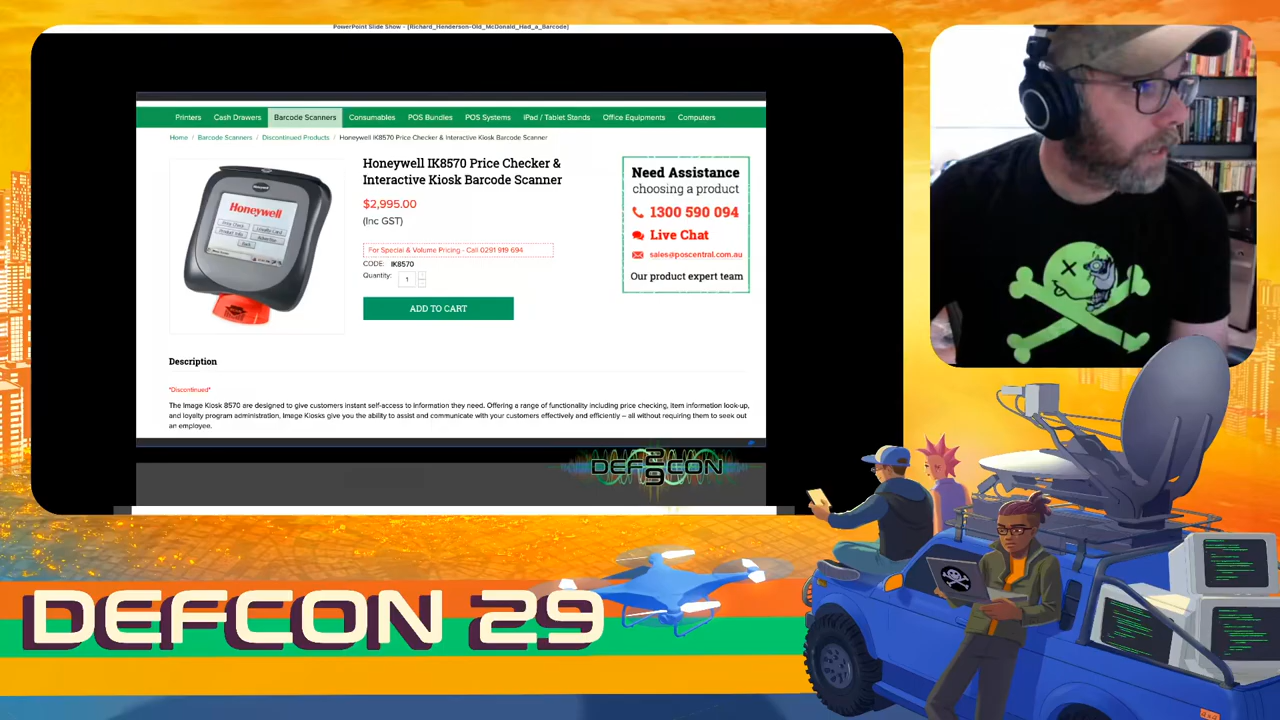 PowerPoint Slide Show - [Richard_Henderson-Old_McDonald_Had_a_Barcode]
Printers Cash Drawers Barcode Scanners Consumables POS Bundles POS Systems iPad / Tablet Stands Office Equipments Computers
Home / Barcode Scanners / Discontinued Products / Honeywell IK8570 Price Checker & Interactive Kiosk Barcode Scanner
Honeywell
Honeywell IK8570 Price Checker &
Interactive Kiosk Barcode Scanner
$2,995.00
(Inc GST)
For Special & Volume Pricing - Call 0291 919 694
CODE: IK8570
Quantity: 1
ADD TO CART
Need Assistance
choosing a product
1300 590 094
Live Chat
sales@poscentral.com.au
Our product expert team
Description
*Discontinued*
The Image Kiosk 8570 are designed to give customers instant self-access to information they need. Offering a range of functionality including price checking, item information look-up,
and loyalty program administration, Image Kiosks give you the ability to assist and communicate with your customers effectively and efficiently – all without requiring them to seek out
an employee.
DEFCON
29
DEFCON 29